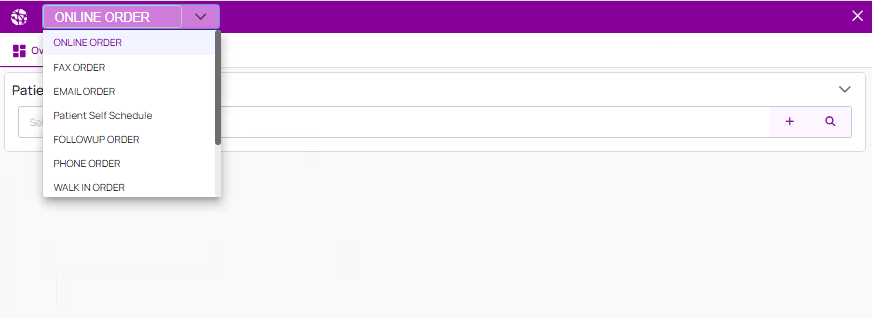 ONLINE ORDER
ONLINE ORDER
Ov
FAX ORDER
Patie
EMAIL ORDER
Sel
Patient Self Schedule
FOLLOWUP ORDER
PHONE ORDER
WALK IN ORDER